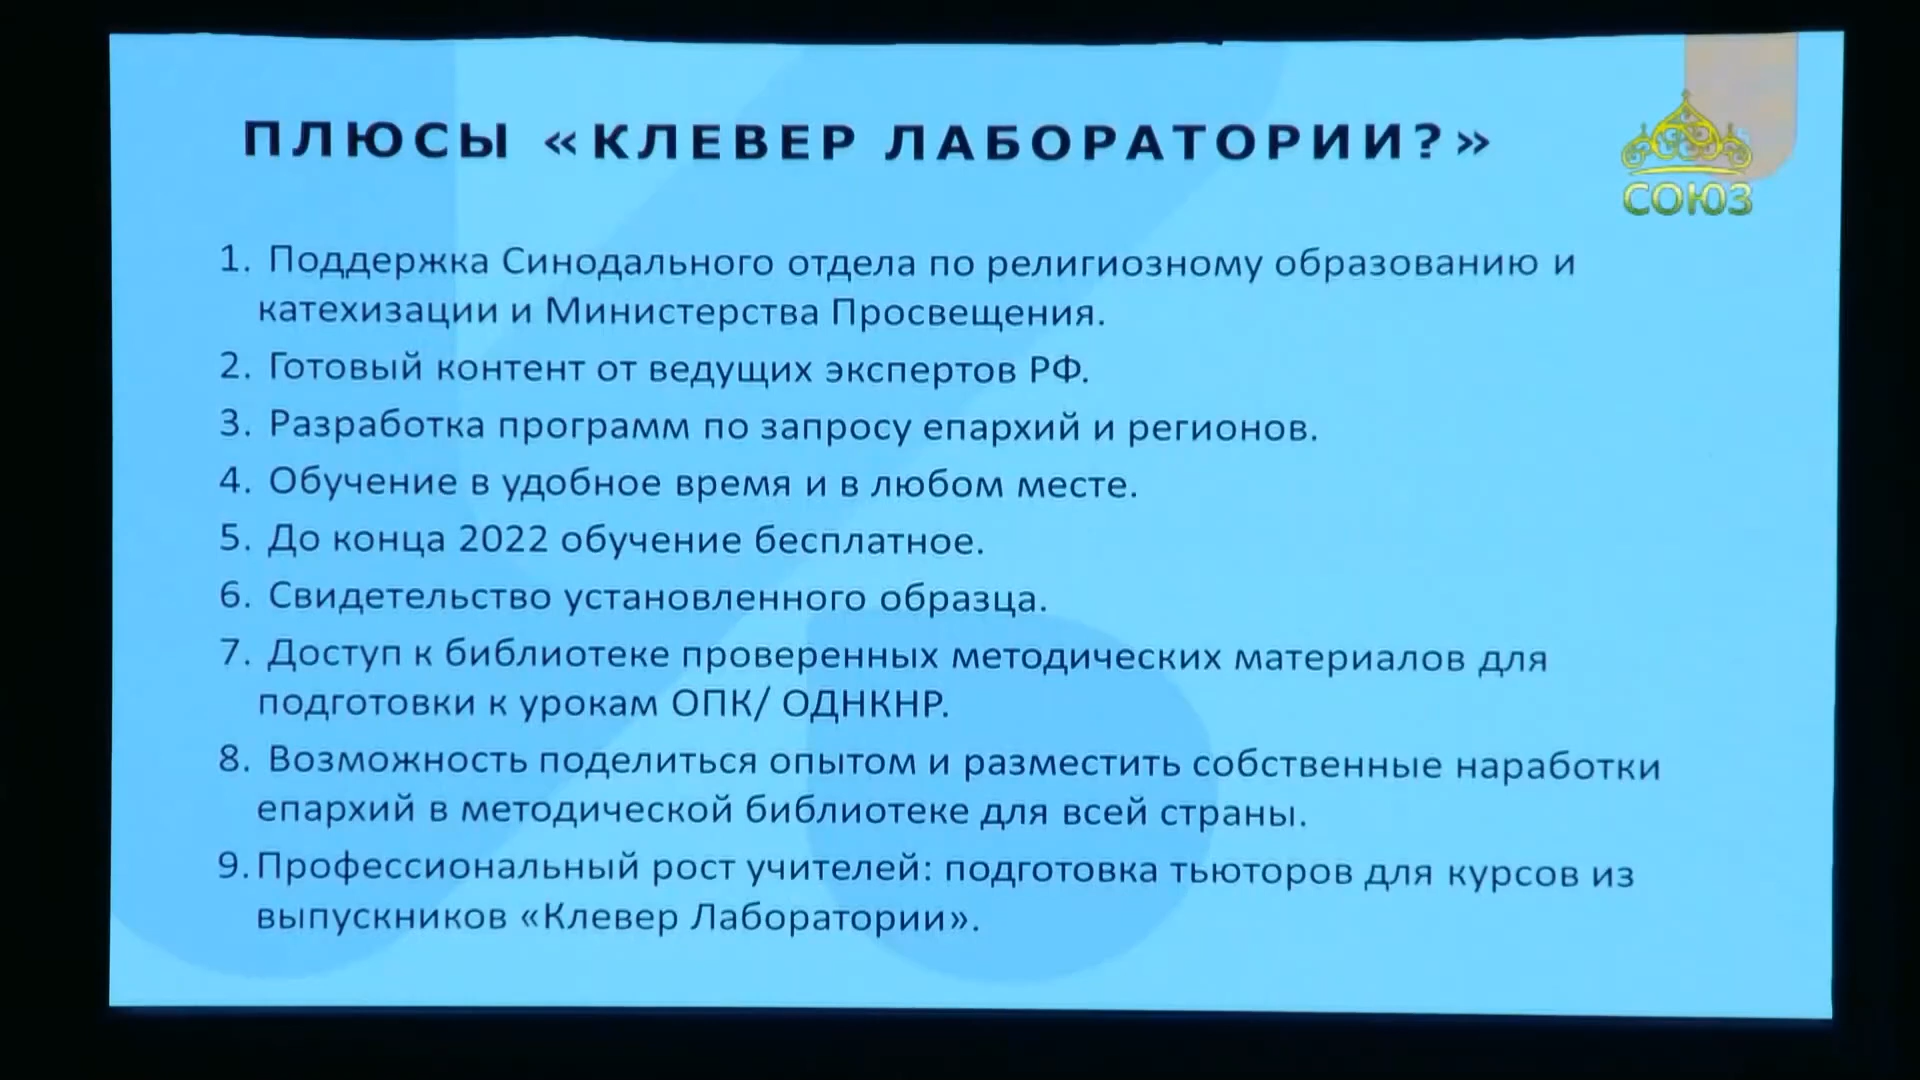 ПЛЮСЫ «КЛЕВЕР ЛАБОРАТОРИИ?»
СОЮЗ
1. Поддержка Синодального отдела по религиозному образованию и
катехизации и Министерства Просвещения.
2. Готовый контент от ведущих экспертов РФ.
3. Разработка программ по запросу епархий и регионов.
4. Обучение в удобное время и в любом месте.
5. До конца 2022 обучение бесплатное.
6. Свидетельство установленного образца.
7. Доступ к библиотеке проверенных методических материалов для
подготовки к урокам ОПК/ ОДНКНР.
8. Возможность поделиться опытом и разместить собственные наработки
епархий в методической библиотеке для всей страны.
9. Профессиональный рост учителей: подготовка тьюторов для курсов из
выпускников «Клевер Лаборатории».